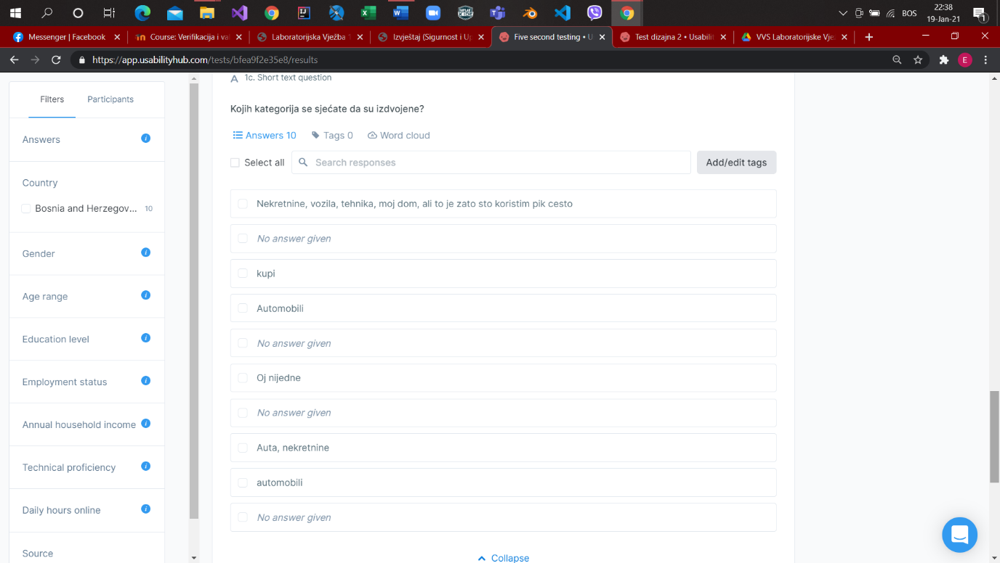 BOS
22:38
19-Jan-21
1
Messenger | Facebook
Course: Verifikacija i va
Laboratorijska Vježba
Izvještaj (Sigurnost i Up
Five second testing • U
Test dizajna 2 • Usabilit
VVS Laboratorijske Vje
https://app.usabilityhub.com/tests/bfea9f2e35e8/results
E
Filters
Participants
Answers
Country
Bosnia and Herzegov... 10
Gender
Age range
Education level
Employment status
Annual household income
Technical proficiency
Daily hours online
Source
1c. Short text question
Kojih kategorija se sjećate da su izdvojene?
Answers 10
Tags 0
Word cloud
Select all
Search responses
Add/edit tags
Nekretnine, vozila, tehnika, moj dom, ali to je zato sto koristim pik cesto
No answer given
kupi
Automobili
No answer given
Oj nijedne
No answer given
Auta, nekretnine
automobili
No answer given
Collapse